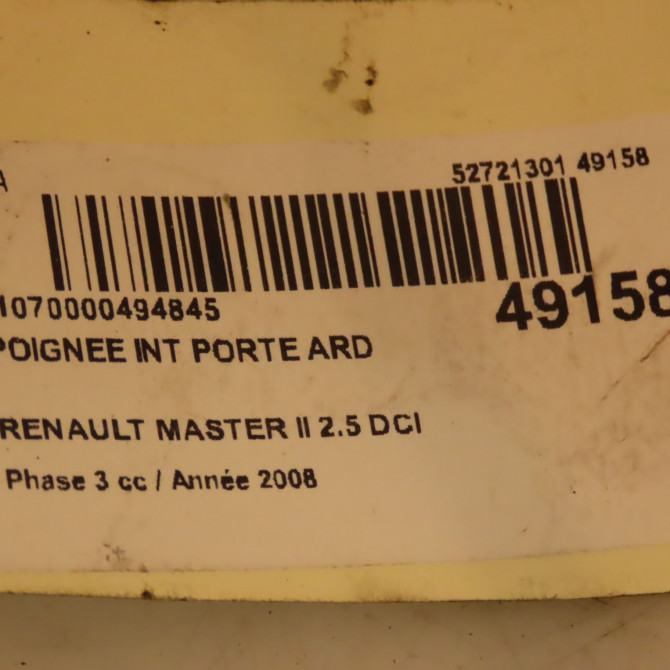 A
52721301 49158
1070000494845
49158
POIGNEE INT PORTE ARD
RENAULT MASTER II 2.5 DCI
Phase 3 cc / Année 2008